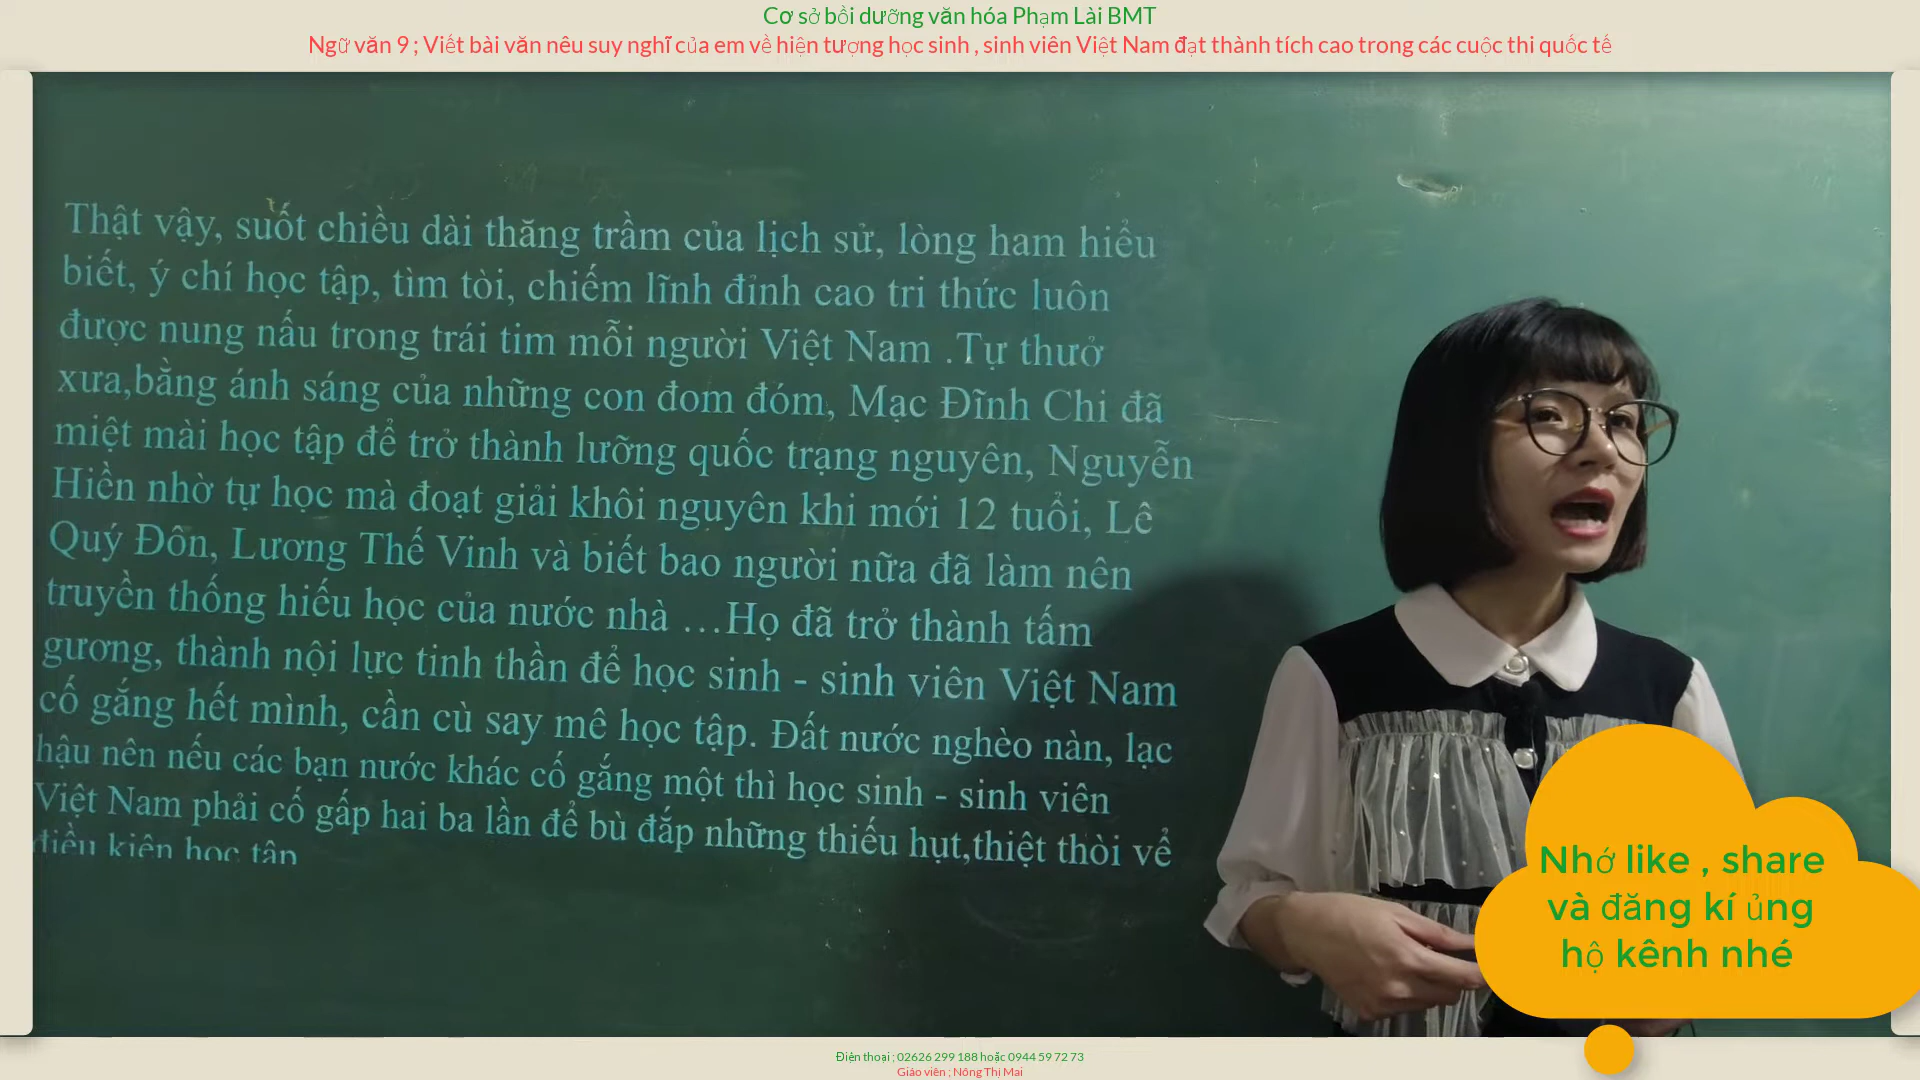 Cơ sở bồi dưỡng văn hóa Phạm Lài BMT
Ngữ văn 9 ; Viết bài văn nêu suy nghĩ của em về hiện tượng học sinh , sinh viên Việt Nam đạt thành tích cao trong các cuộc thi quốc tế
Thật vậy, suốt chiều dài thăng trầm của lịch sử, lòng ham hiểu
biết, ý chí học tập, tìm tòi, chiếm lĩnh đỉnh cao tri thức luôn
được nung nấu trong trái tim mỗi người Việt Nam .Tự thưở
xưa,bằng ánh sáng của những con đom đóm, Mạc Đĩnh Chi đã
miệt mài học tập để trở thành lưỡng quốc trạng nguyên, Nguyễn
Hiền nhờ tự học mà đoạt giải khôi nguyên khi mới 12 tuổi, Lê
Quý Đôn, Lương Thế Vinh và biết bao người nữa đã làm nên
truyền thống hiếu học của nước nhà …Họ đã trở thành tấm
gương, thành nội lực tinh thần để học sinh - sinh viên Việt Nam
cố gắng hết mình, cần cù say mê học tập. Đất nước nghèo nàn, lạc
hậu nên nếu các bạn nước khác cố gắng một thì học sinh - sinh viên
Việt Nam phải cố gấp hai ba lần để bù đắp những thiếu hụt,thiệt thòi về
điều kiện học tập
Nhớ like , share
và đăng kí ủng
hộ kênh nhé
Điện thoại ; 02626 299 188 hoặc 0944 59 72 73
Giáo viên ; Nông Thị Mai